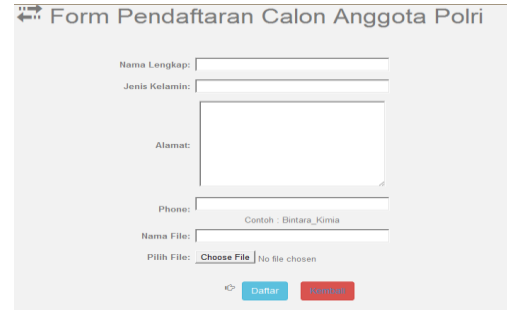 Form Pendaftaran Calon Anggota Polri
Nama Lengkap:
Jenis Kelamin:
Alamat:
Phone:
Contoh : Bintara_Kimia
Nama File:
Pilih File: Choose File No file chosen
Daftar